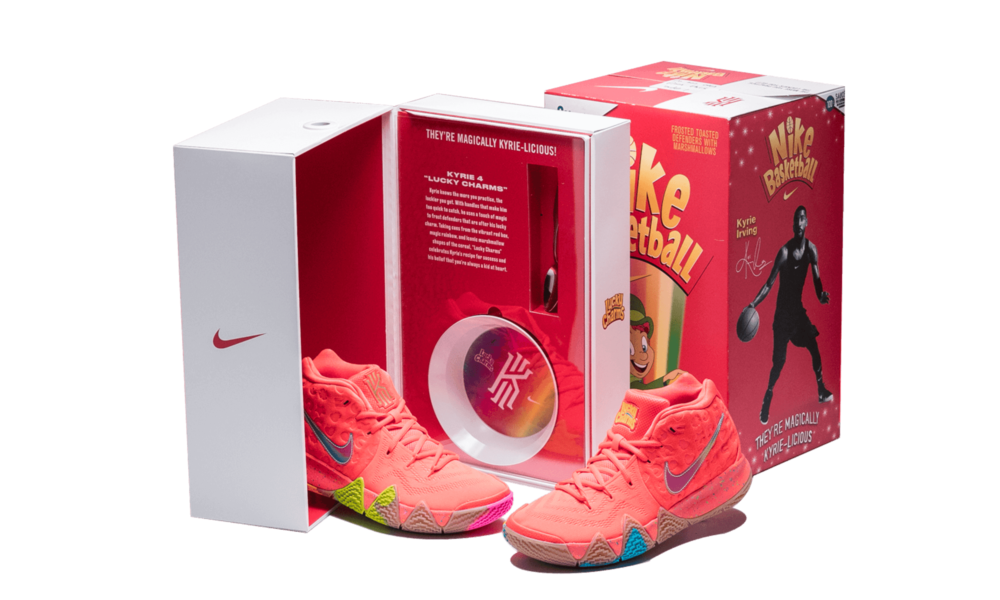 THEY'RE MAGICALLY KYRIE-LICIOUS!
KYRIE 4
"LUCKY CHARMS"
Kyrie knows the more you practice, the
luckier you get. With handles that make him
too quick to catch, he uses a touch of magic
to frost defenders that are after his lucky
charm. Taking cues from the vibrant red box,
magic rainbow, and iconic marshmallow
shapes of the cereal, "Lucky Charms"
celebrates Kyrie's recipe for success and
his belief that you're always a kid at heart.
Lucky
Charms
K
Lucky
Charms
Nike
Basketball
FROSTED TOASTED
DEFENDERS WITH
MARSHMALLOWS
ike
etball
100
Nike
Basketball
Kyrie
Irving
THEY'RE MAGICALLY
KYRIE-LICIOUS
K
Lucky
Charms